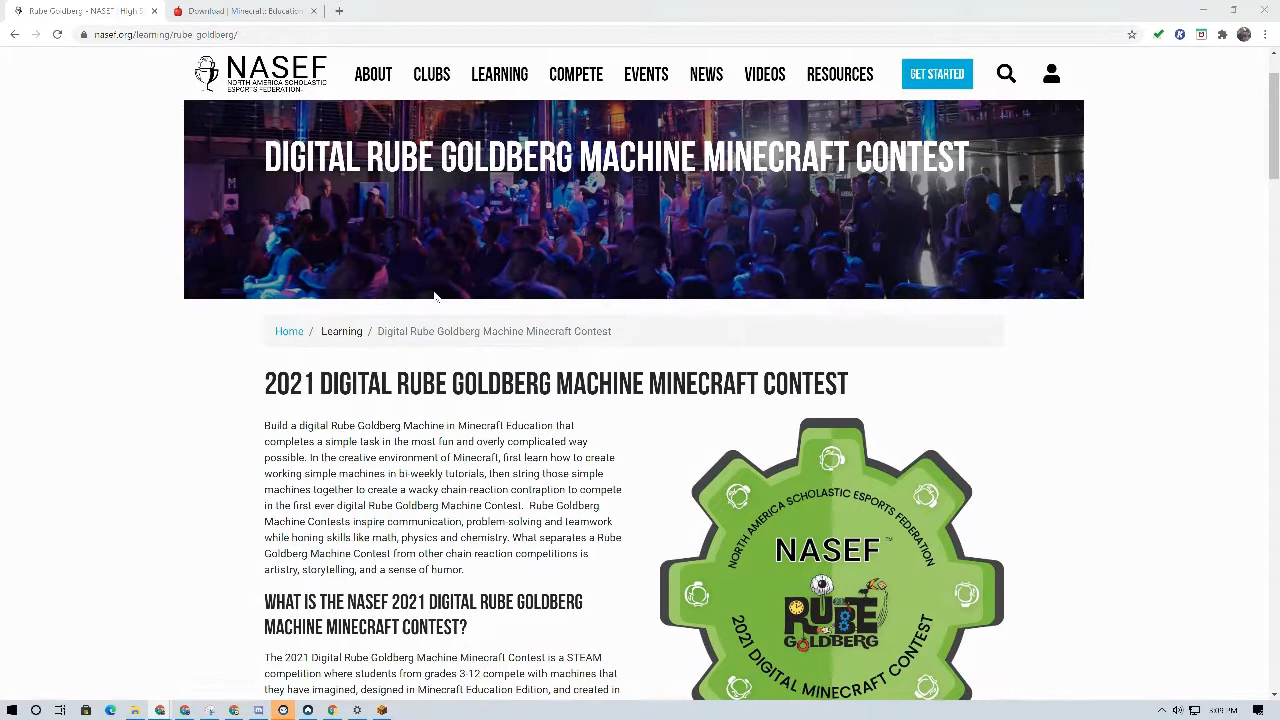 Rube Goldberg - NASEF | High S
Download | Minecraft Education
nasef.org/learning/rube-goldberg/
NASEF
NORTH AMERICA SCHOLASTIC
ESPORTS FEDERATION
ABOUT CLUBS LEARNING COMPETE EVENTS NEWS VIDEOS RESOURCES GET STARTED
DIGITAL RUBE GOLDBERG MACHINE MINECRAFT CONTEST
Home / Learning / Digital Rube Goldberg Machine Minecraft Contest
2021 DIGITAL RUBE GOLDBERG MACHINE MINECRAFT CONTEST
Build a digital Rube Goldberg Machine in Minecraft Education that
completes a simple task in the most fun and overly complicated way
possible. In the creative environment of Minecraft, first learn how to create
working simple machines in bi-weekly tutorials, then string those simple
machines together to create a wacky chain-reaction contraption to compete
in the first ever digital Rube Goldberg Machine Contest. Rube Goldberg
Machine Contests inspire communication, problem-solving and teamwork
while honing skills like math, physics and chemistry. What separates a Rube
Goldberg Machine Contest from other chain reaction competitions is
artistry, storytelling, and a sense of humor.
WHAT IS THE NASEF 2021 DIGITAL RUBE GOLDBERG
MACHINE MINECRAFT CONTEST?
The 2021 Digital Rube Goldberg Machine Minecraft Contest is a STEAM
competition where students from grades 3-12 compete with machines that
they have imagined, designed in Minecraft Education Edition, and created in
NORTH AMERICA SCHOLASTIC ESPORTS FEDERATION
NASEF™
RUBE
GOLDBERG
2021 DIGITAL MINECRAFT CONTEST
3:09 PM